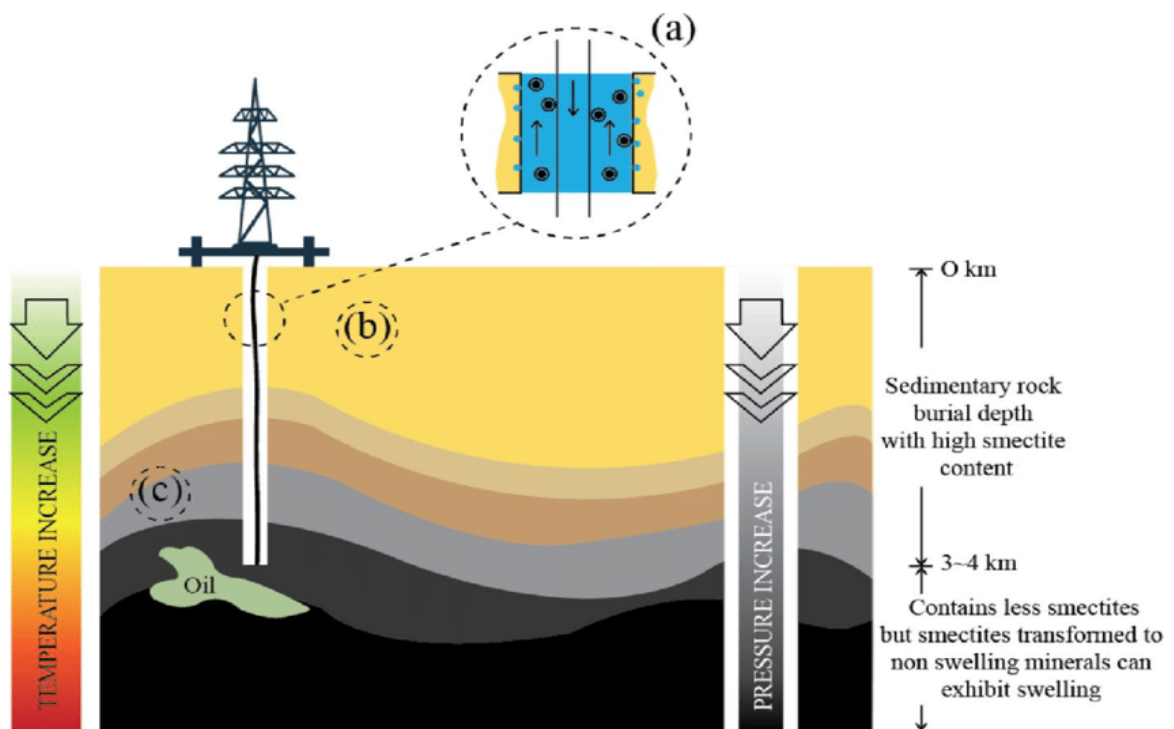 (a)
(b)
(c)
Oil
TEMPERATURE INCREASE
PRESSURE INCREASE
O km
Sedimentary rock
burial depth
with high smectite
content
3~4 km
Contains less smectites
but smectites transformed to
non swelling minerals can
exhibit swelling